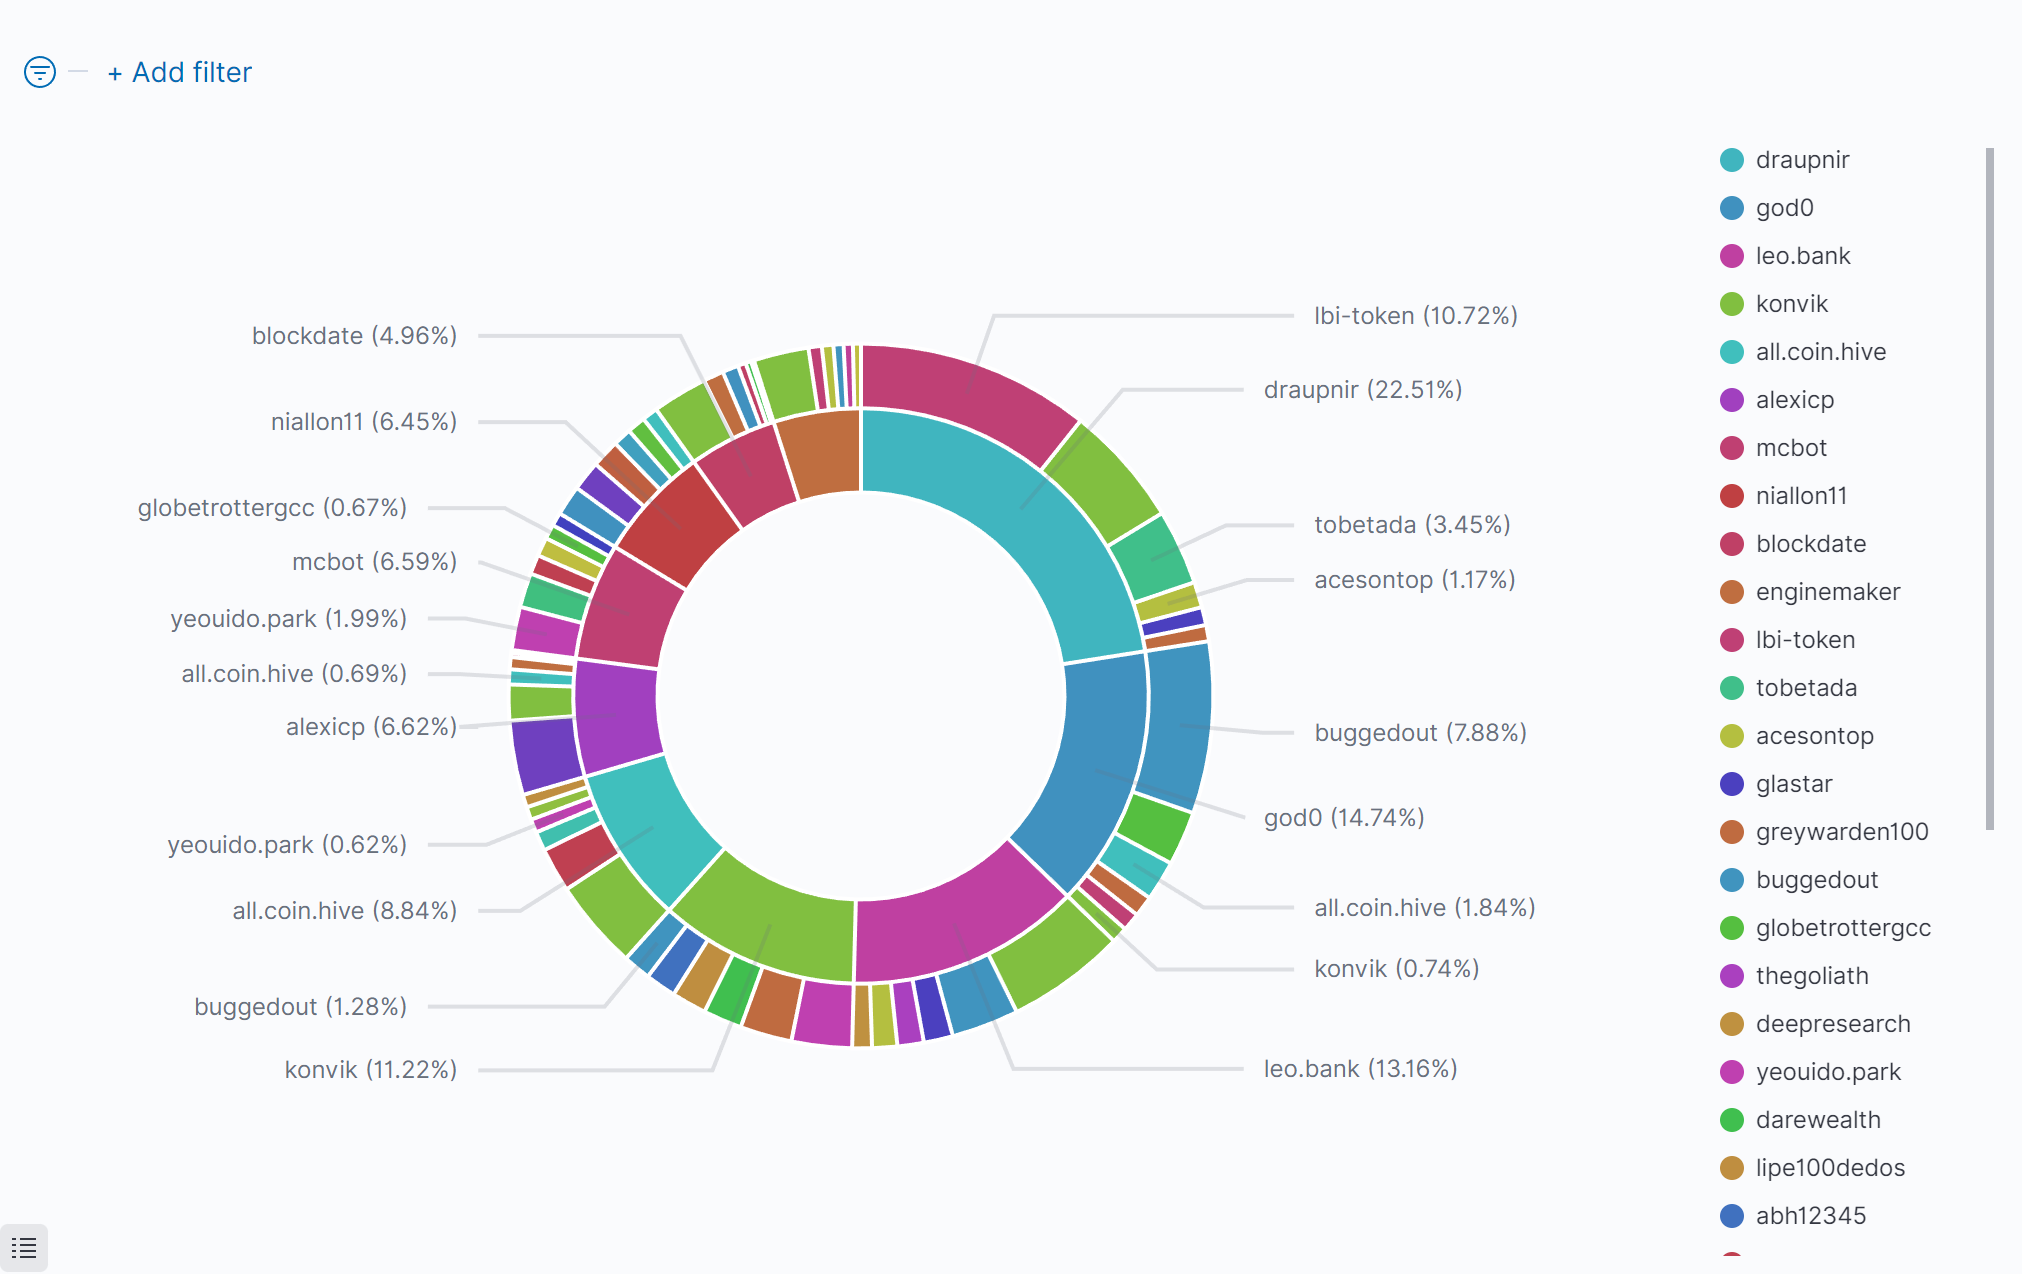 + Add filter
blockdate (4.96%)
niallon11 (6.45%)
globetrottergcc (0.67%)
mcbot (6.59%)
yeouido.park (1.99%)
all.coin.hive (0.69%)
alexicp (6.62%)
yeouido.park (0.62%)
all.coin.hive (8.84%)
buggedout (1.28%)
konvik (11.22%)
lbi-token (10.72%)
draupnir (22.51%)
tobetada (3.45%)
acesontop (1.17%)
buggedout (7.88%)
god0 (14.74%)
all.coin.hive (1.84%)
konvik (0.74%)
leo.bank (13.16%)
draupnir
god0
leo.bank
konvik
all.coin.hive
alexicp
mcbot
niallon11
blockdate
enginemaker
lbi-token
tobetada
acesontop
glastar
greywarden100
buggedout
globetrottergcc
thegoliath
deepresearch
yeouido.park
darewealth
lipe100dedos
abh12345